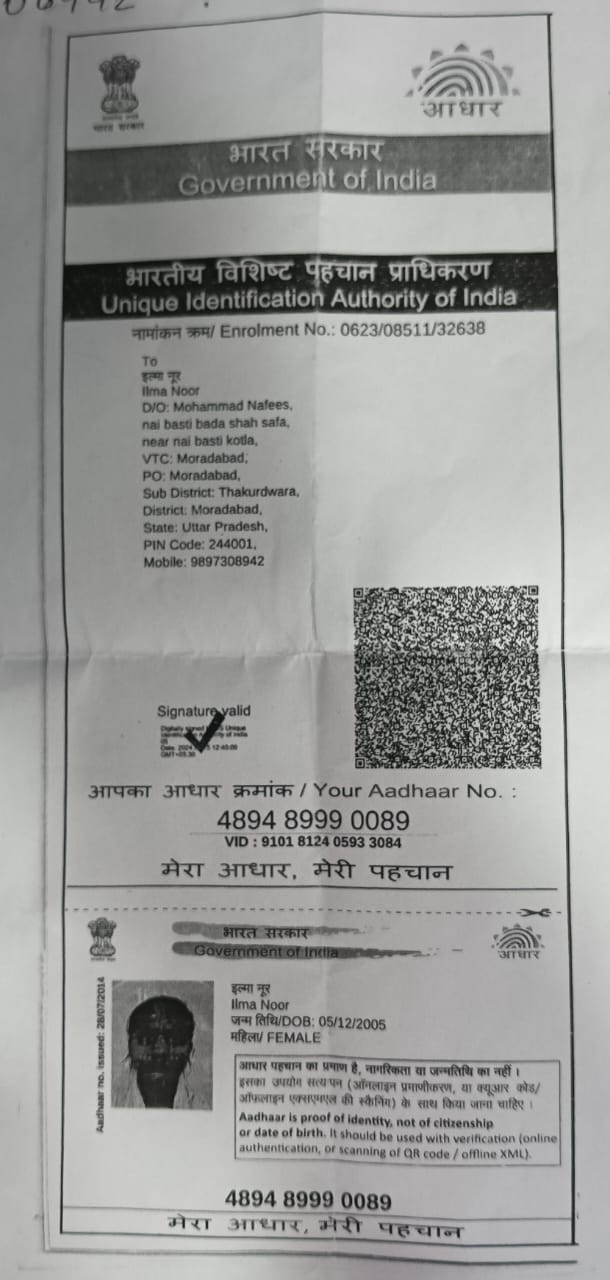 भारत सरकार
आधार
भारत सरकार
Government of India
भारतीय विशिष्ट पहचान प्राधिकरण
Unique Identification Authority of India
नामांकन क्रम/ Enrolment No.: 0623/08511/32638
To
इल्मा नूर
Ilma Noor
D/O: Mohammad Nafees,
nai basti bada shah safa,
near nai basti kotla,
VTC: Moradabad,
PO: Moradabad,
Sub District: Thakurdwara,
District: Moradabad,
State: Uttar Pradesh,
PIN Code: 244001,
Mobile: 9897308942
Signature valid
आपका आधार क्रमांक / Your Aadhaar No. :
4894 8999 0089
VID : 9101 8124 0593 3084
मेरा आधार, मेरी पहचान
भारत सरकार
Government of India
आधार
Aadhaar no. issued: 28/07/2014
इल्मा नूर
Ilma Noor
जन्म तिथि/DOB: 05/12/2005
महिला/ FEMALE
आधार पहचान का प्रमाण है, नागरिकता या जन्मतिथि का नहीं ।
इसका उपयोग सत्यापन (ऑनलाइन प्रमाणीकरण, या क्यूआर कोड/
ऑफलाइन एक्सएमएल की स्कैनिंग) के साथ किया जाना चाहिए ।
Aadhaar is proof of identity, not of citizenship
or date of birth. It should be used with verification (online
authentication, or scanning of QR code / offline XML).
4894 8999 0089
मेरा आधार, मेरी पहचान